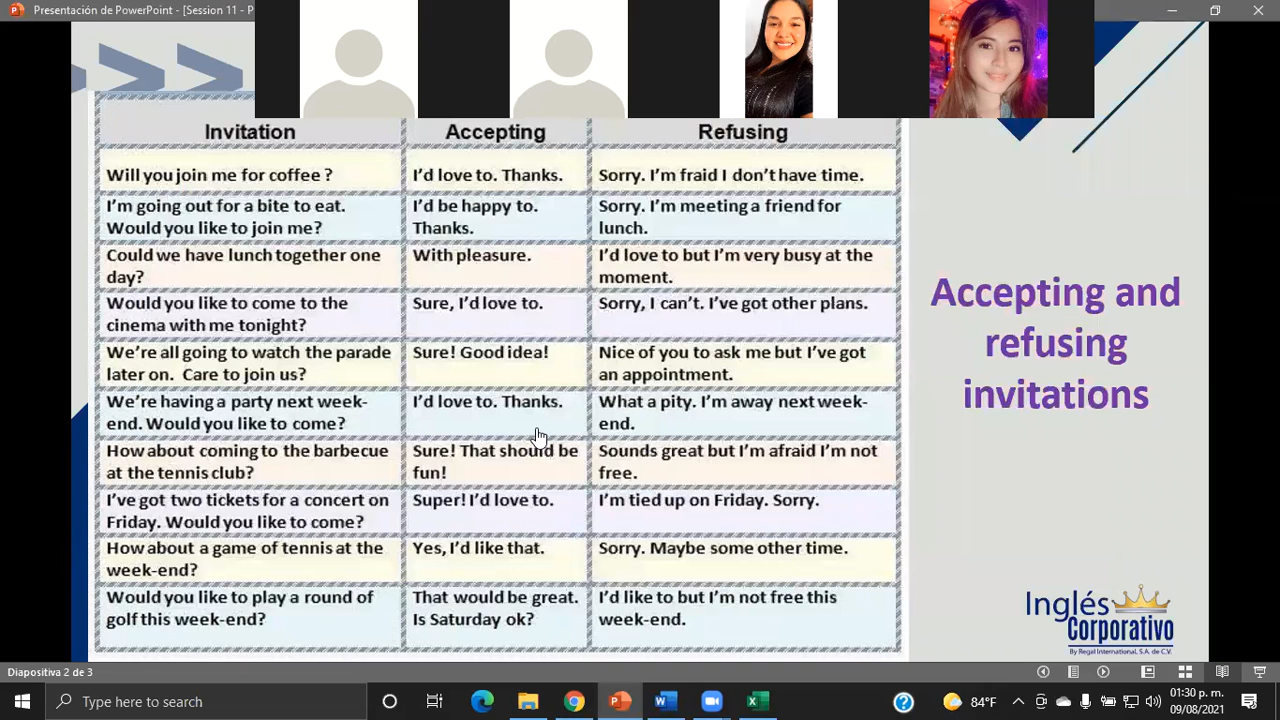 Presentación de PowerPoint - [Session 11 - P
Invitation
Accepting
Refusing
Will you join me for coffee ?
I'd love to. Thanks.
Sorry. I'm fraid I don't have time.
I'm going out for a bite to eat.
Would you like to join me?
I'd be happy to.
Thanks.
Sorry. I'm meeting a friend for
lunch.
Could we have lunch together one
day?
With pleasure.
I'd love to but I'm very busy at the
moment.
Would you like to come to the
cinema with me tonight?
Sure, I'd love to.
Sorry, I can't. I've got other plans.
We're all going to watch the parade
later on. Care to join us?
Sure! Good idea!
Nice of you to ask me but I've got
an appointment.
We're having a party next week-
end. Would you like to come?
I'd love to. Thanks.
What a pity. I'm away next week-
end.
How about coming to the barbecue
at the tennis club?
Sure! That should be
fun!
Sounds great but I'm afraid I'm not
free.
I've got two tickets for a concert on
Friday. Would you like to come?
Super! I'd love to.
I'm tied up on Friday. Sorry.
How about a game of tennis at the
week-end?
Yes, I'd like that.
Sorry. Maybe some other time.
Would you like to play a round of
golf this week-end?
That would be great.
Is Saturday ok?
I'd like to but I'm not free this
week-end.
Accepting and
refusing
invitations
Inglés
Corporativo
By Regal International, S.A. de C.V.
Diapositiva 2 de 3
Type here to search
84°F
01:30 p. m.
09/08/2021